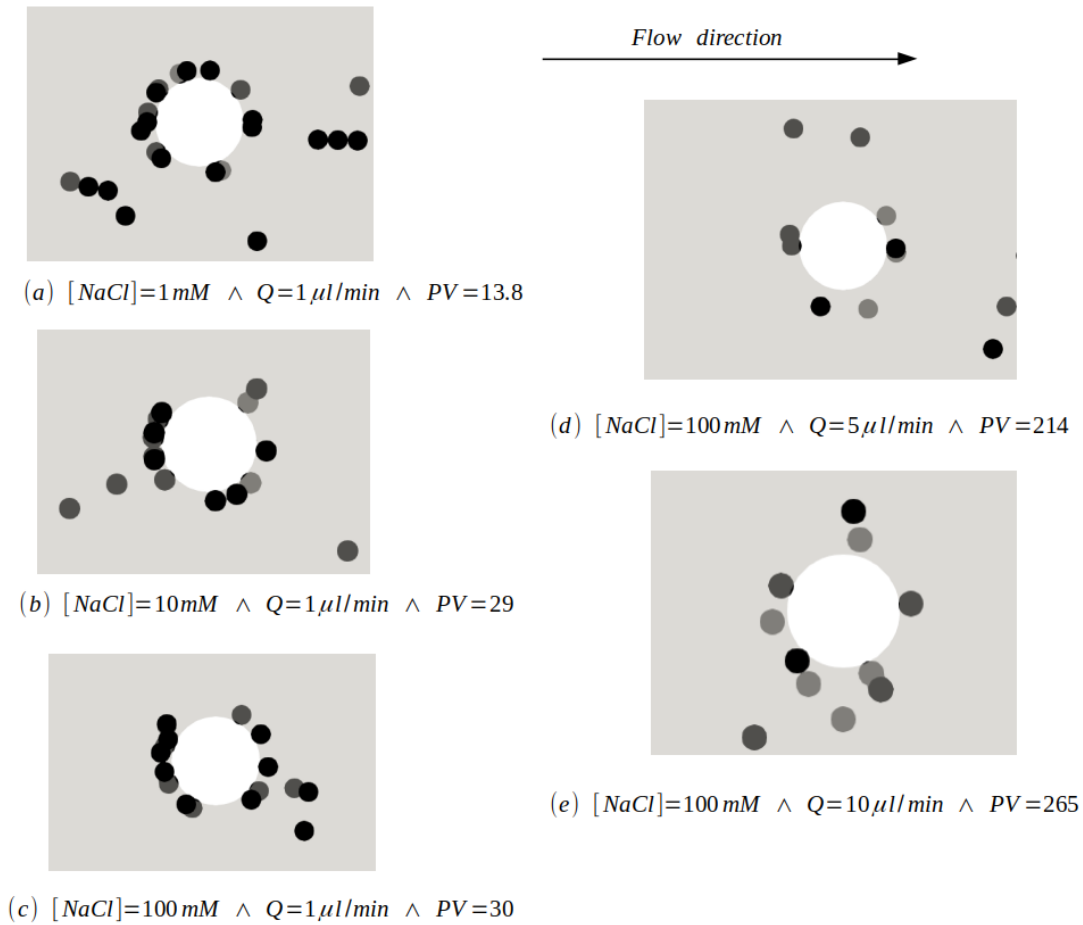 Flow direction
(a) [NaCl]=1mM ∧ Q=1μl/min ∧ PV=13.8
(b) [NaCl]=10mM ∧ Q=1μl/min ∧ PV=29
(c) [NaCl]=100mM ∧ Q=1μl/min ∧ PV=30
(d) [NaCl]=100mM ∧ Q=5μl/min ∧ PV=214
(e) [NaCl]=100mM ∧ Q=10μl/min ∧ PV=265